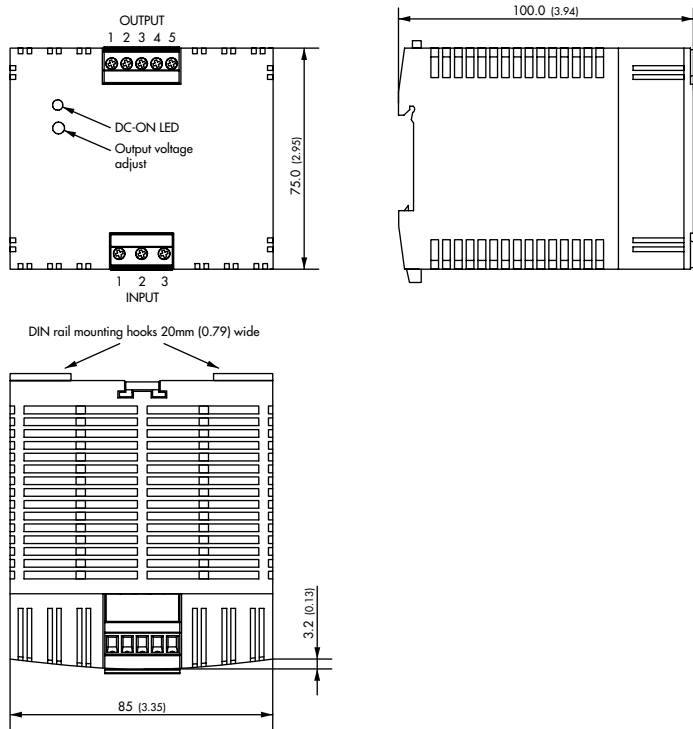 OUTPUT
1 2 3 4 5
DC-ON LED
Output voltage
adjust
75.0 (2.95)
1 2 3
INPUT
100.0 (3.94)
DIN rail mounting hooks 20mm (0.79) wide
3.2 (0.13)
85 (3.35)